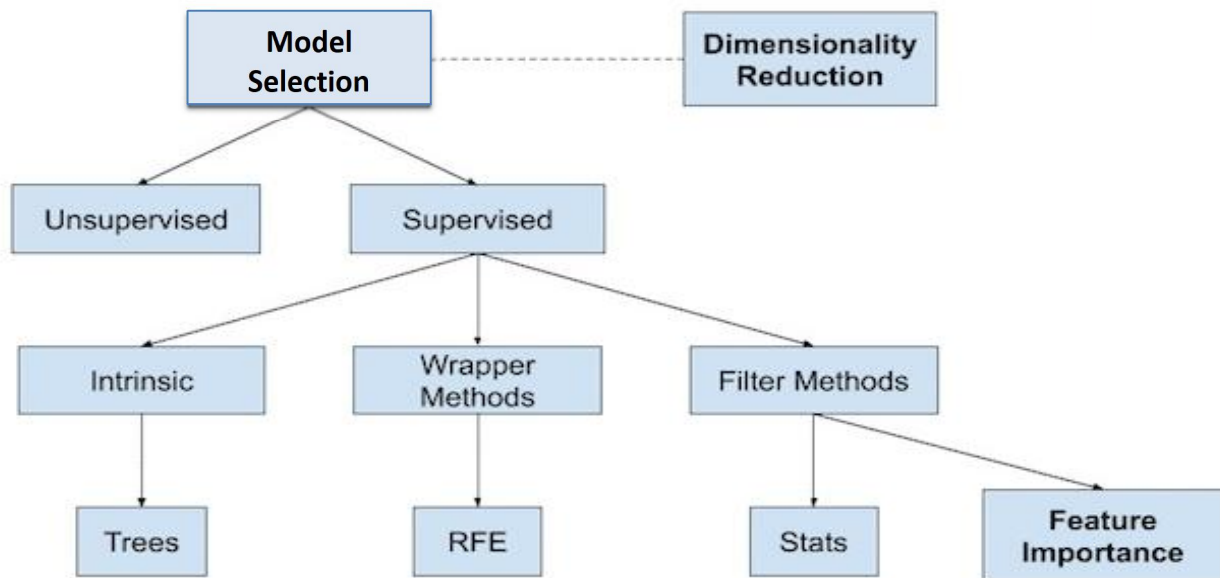 Model
Selection
Dimensionality
Reduction
Unsupervised
Supervised
Intrinsic
Wrapper
Methods
Filter Methods
Trees
RFE
Stats
Feature
Importance